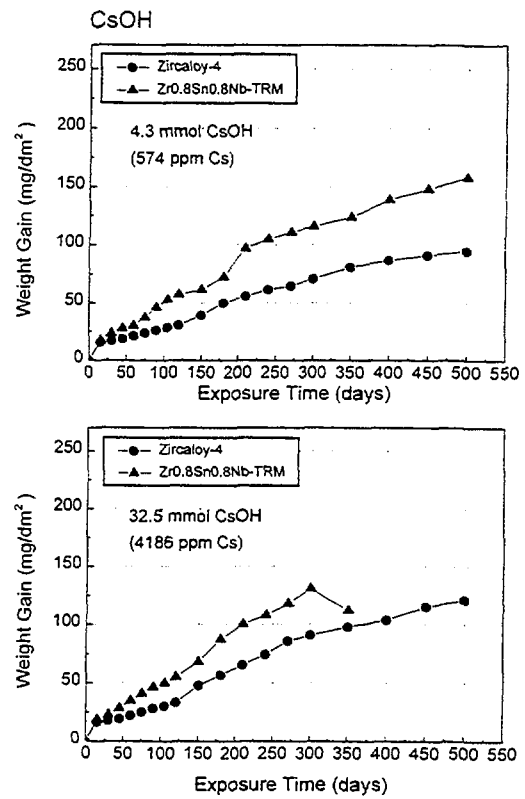 CsOH
250
200
150
100
50
0
Weight Gain (mg/dm²)
Zircaloy-4
Zr0.8Sn0.8Nb-TRM
4.3 mmol CsOH
(574 ppm Cs)
0 50 100 150 200 250 300 350 400 450 500 550
Exposure Time (days)
250
200
150
100
50
0
Weight Gain (mg/dm²)
Zircaloy-4
Zr0.8Sn0.8Nb-TRM
32.5 mmol CsOH
(4186 ppm Cs)
0 50 100 150 200 250 300 350 400 450 500 550
Exposure Time (days)